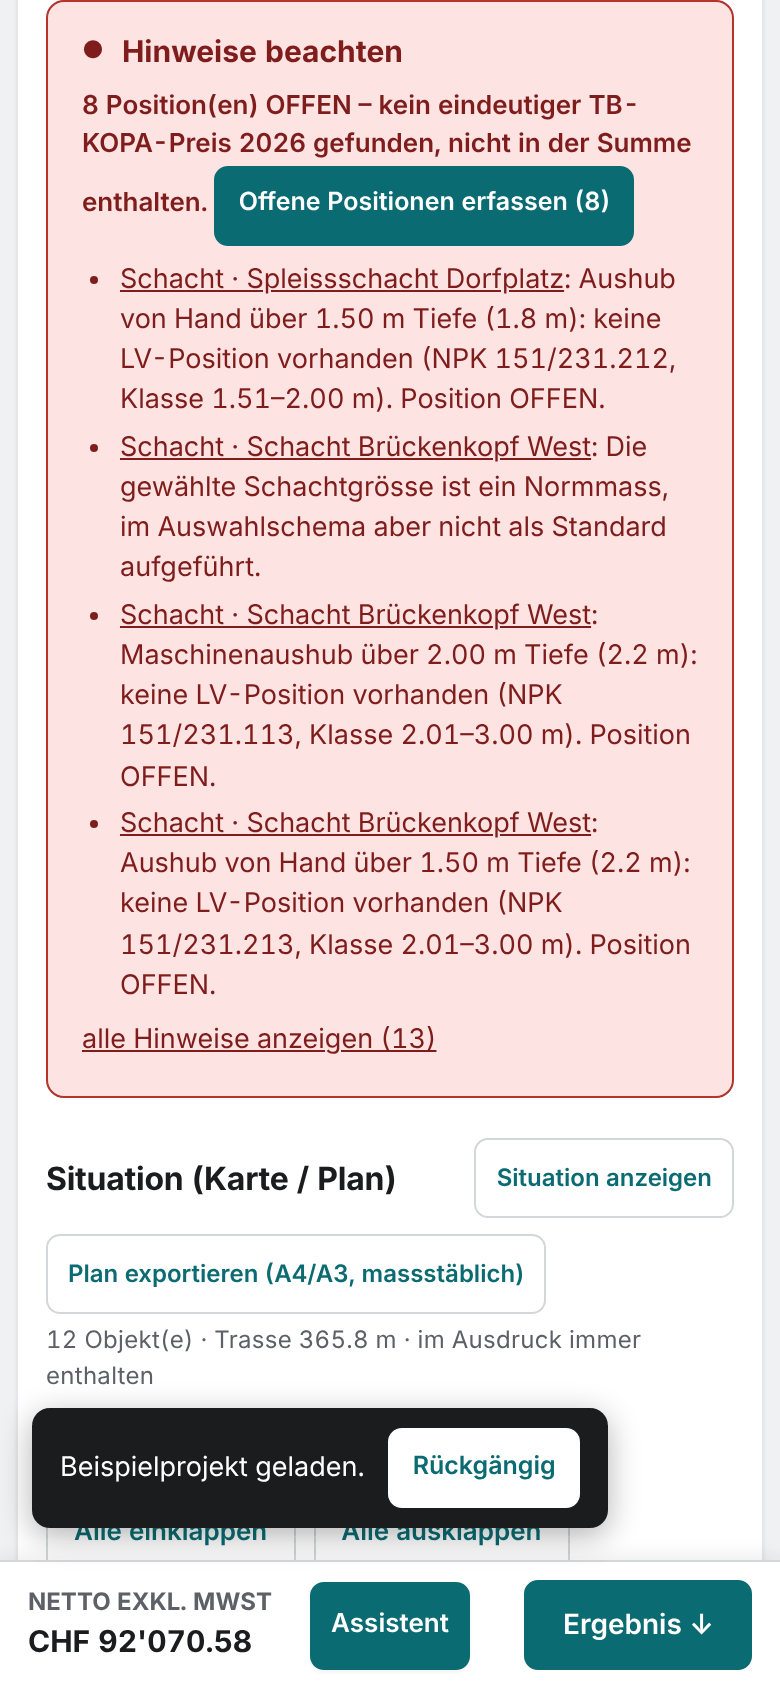 Hinweise beachten
8 Position(en) OFFEN – kein eindeutiger TB-
KOPA-Preis 2026 gefunden, nicht in der Summe
enthalten. Offene Positionen erfassen (8)
• Schacht · Spleissschacht Dorfplatz: Aushub
von Hand über 1.50 m Tiefe (1.8 m): keine
LV-Position vorhanden (NPK 151/231.212,
Klasse 1.51–2.00 m). Position OFFEN.
• Schacht · Schacht Brückenkopf West: Die
gewählte Schachtgrösse ist ein Normmass,
im Auswahlschema aber nicht als Standard
aufgeführt.
• Schacht · Schacht Brückenkopf West:
Maschinenaushub über 2.00 m Tiefe (2.2 m):
keine LV-Position vorhanden (NPK
151/231.113, Klasse 2.01–3.00 m). Position
OFFEN.
• Schacht · Schacht Brückenkopf West:
Aushub von Hand über 1.50 m Tiefe (2.2 m):
keine LV-Position vorhanden (NPK
151/231.213, Klasse 2.01–3.00 m). Position
OFFEN.
alle Hinweise anzeigen (13)
Situation (Karte / Plan) Situation anzeigen
Plan exportieren (A4/A3, massstäblich)
12 Objekt(e) · Trasse 365.8 m · im Ausdruck immer
enthalten
Beispielprojekt geladen. Rückgängig
Alle einklappen Alle ausklappen
NETTO EXKL. MWST
CHF 92'070.58
Assistent Ergebnis ↓